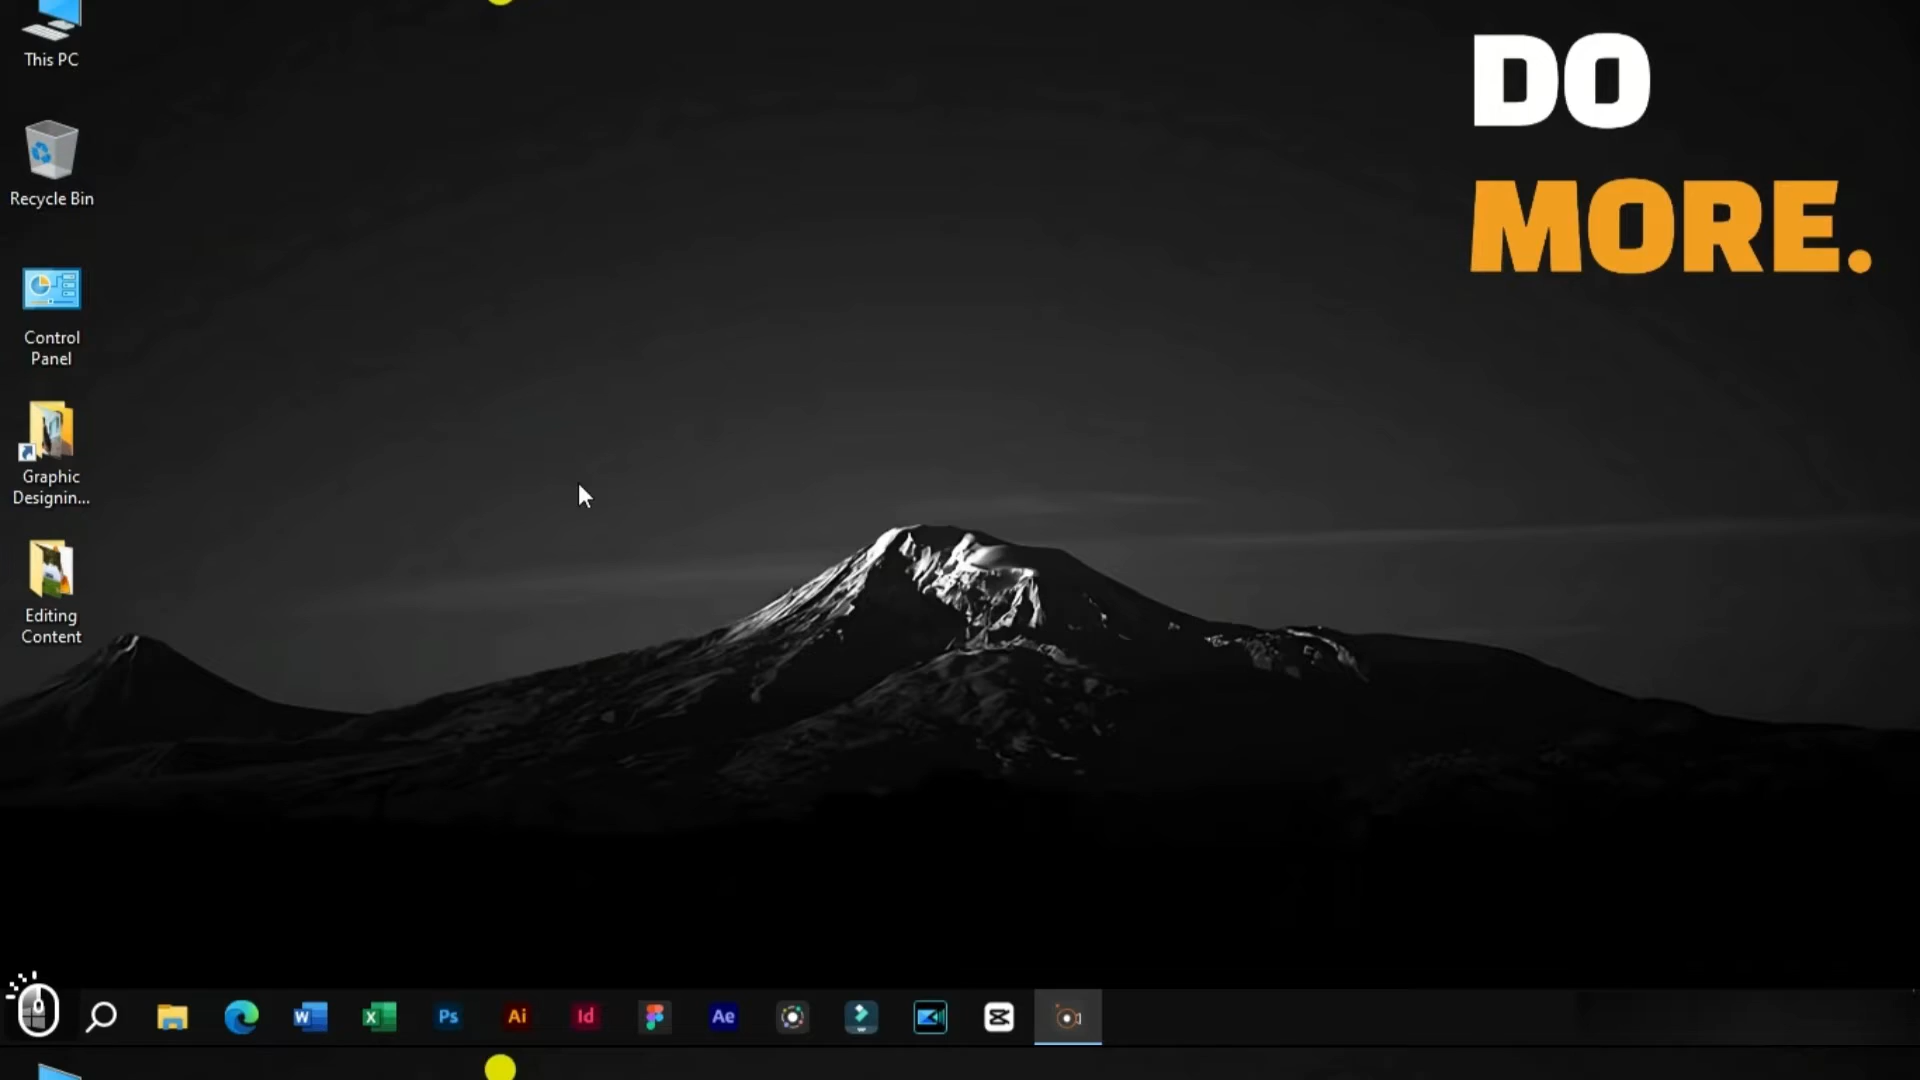 This PC
DO
MORE.
Recycle Bin
Control
Panel
Graphic
Designin...
Editing
Content
W
X
Ps
Ai
Id
Ae